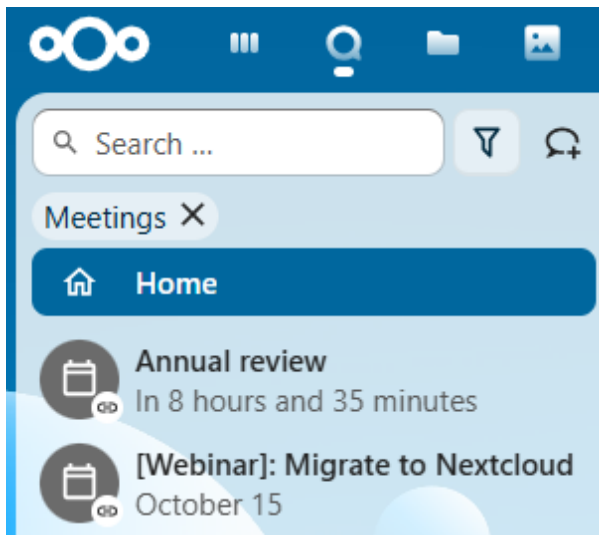 Search ...
Meetings
Home
Annual review
In 8 hours and 35 minutes
[Webinar]: Migrate to Nextcloud
October 15